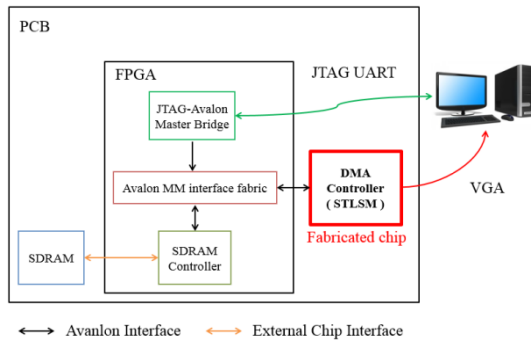 PCB
FPGA
JTAG UART
JTAG-Avalon
Master Bridge
Avalon MM interface fabric
DMA
Controller
( STLSM )
VGA
Fabricated chip
SDRAM
SDRAM
Controller
Avanlon Interface
External Chip Interface